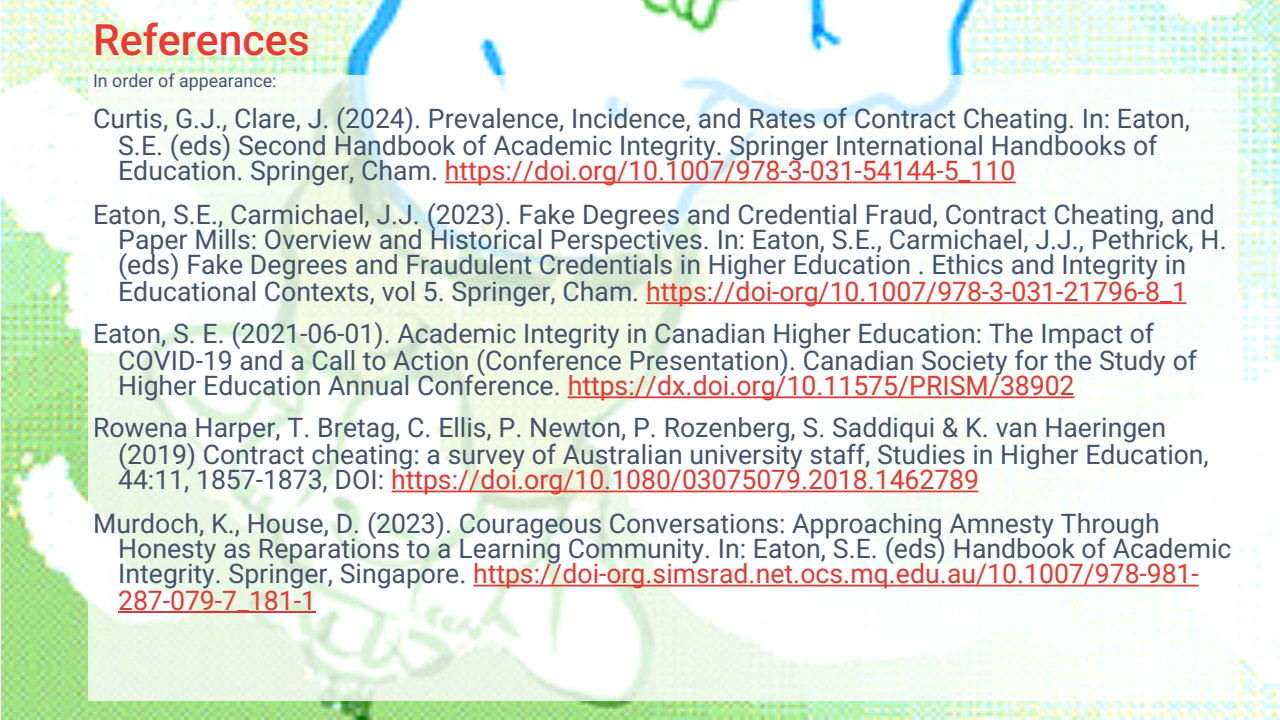 References
In order of appearance:
Curtis, G.J., Clare, J. (2024). Prevalence, Incidence, and Rates of Contract Cheating. In: Eaton,
S.E. (eds) Second Handbook of Academic Integrity. Springer International Handbooks of
Education. Springer, Cham. https://doi.org/10.1007/978-3-031-54144-5_110
Eaton, S.E., Carmichael, J.J. (2023). Fake Degrees and Credential Fraud, Contract Cheating, and
Paper Mills: Overview and Historical Perspectives. In: Eaton, S.E., Carmichael, J.J., Pethrick, H.
(eds) Fake Degrees and Fraudulent Credentials in Higher Education . Ethics and Integrity in
Educational Contexts, vol 5. Springer, Cham. https://doi-org/10.1007/978-3-031-21796-8_1
Eaton, S. E. (2021-06-01). Academic Integrity in Canadian Higher Education: The Impact of
COVID-19 and a Call to Action (Conference Presentation). Canadian Society for the Study of
Higher Education Annual Conference. https://dx.doi.org/10.11575/PRISM/38902
Rowena Harper, T. Bretag, C. Ellis, P. Newton, P. Rozenberg, S. Saddiqui & K. van Haeringen
(2019) Contract cheating: a survey of Australian university staff, Studies in Higher Education,
44:11, 1857-1873, DOI: https://doi.org/10.1080/03075079.2018.1462789
Murdoch, K., House, D. (2023). Courageous Conversations: Approaching Amnesty Through
Honesty as Reparations to a Learning Community. In: Eaton, S.E. (eds) Handbook of Academic
Integrity. Springer, Singapore. https://doi-org.simsrad.net.ocs.mq.edu.au/10.1007/978-981-
287-079-7_181-1